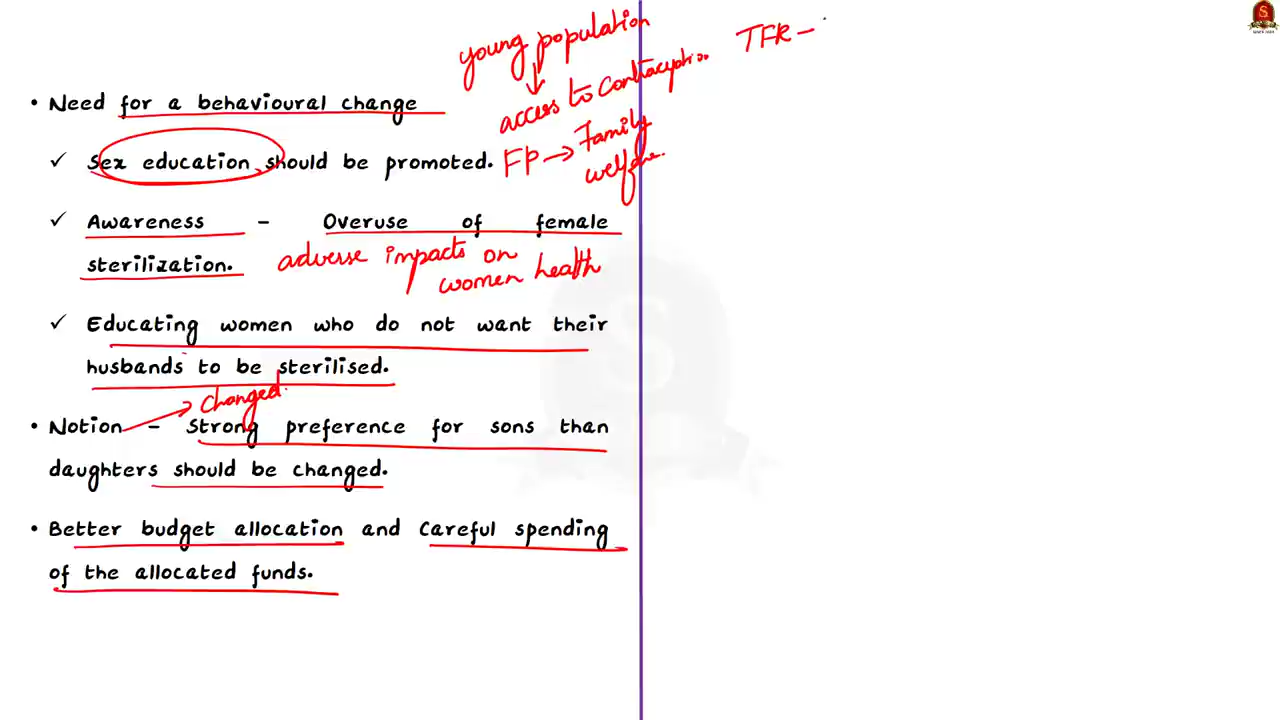 young population
TFR –
access to Contraception.
• Need for a behavioural change
FP → Family
welfare.
✓ Sex education should be promoted.
✓ Awareness – Overuse of female
sterilization.
adverse impacts on
women health
✓ Educating women who do not want their
husbands to be sterilised.
changed.
• Notion – Strong preference for sons than
daughters should be changed.
• Better budget allocation and Careful spending
of the allocated funds.